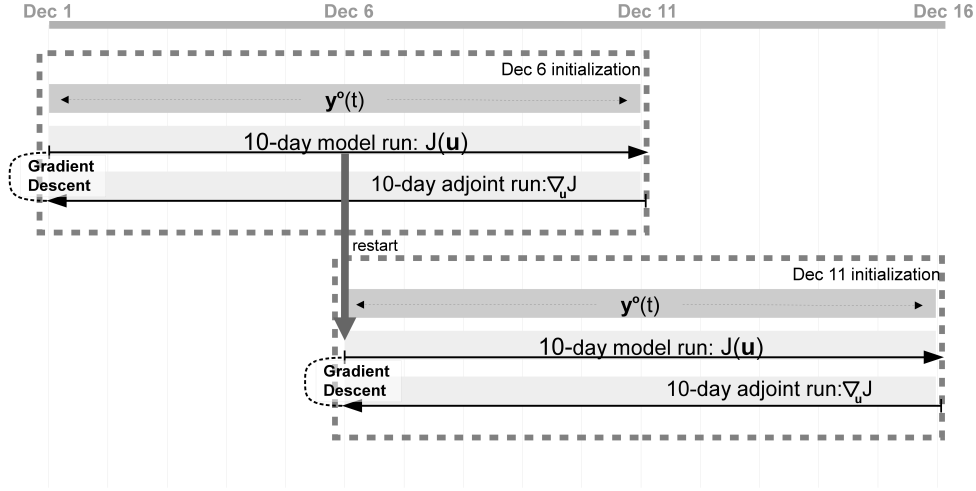 Dec 1 Dec 6 Dec 11 Dec 16
Dec 6 initialization
yº(t)
10-day model run: J(u)
Gradient
Descent
10-day adjoint run:∇uJ
restart
Dec 11 initialization
yº(t)
10-day model run: J(u)
Gradient
Descent
10-day adjoint run:∇uJ